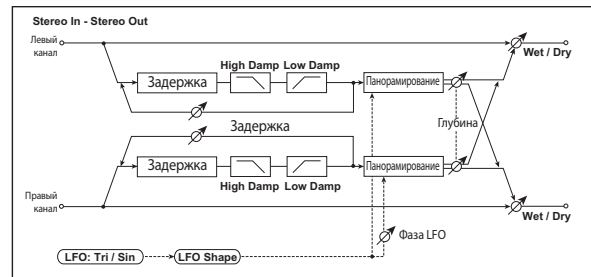 Stereo In - Stereo Out
Левый
канал
Wet / Dry
High Damp
Low Damp
Задержка
Панорамирование
Задержка
Глубина
Задержка
Панорамирование
High Damp
Low Damp
Правый
канал
Wet / Dry
Фаза LFO
LFO: Tri / Sin
LFO Shape